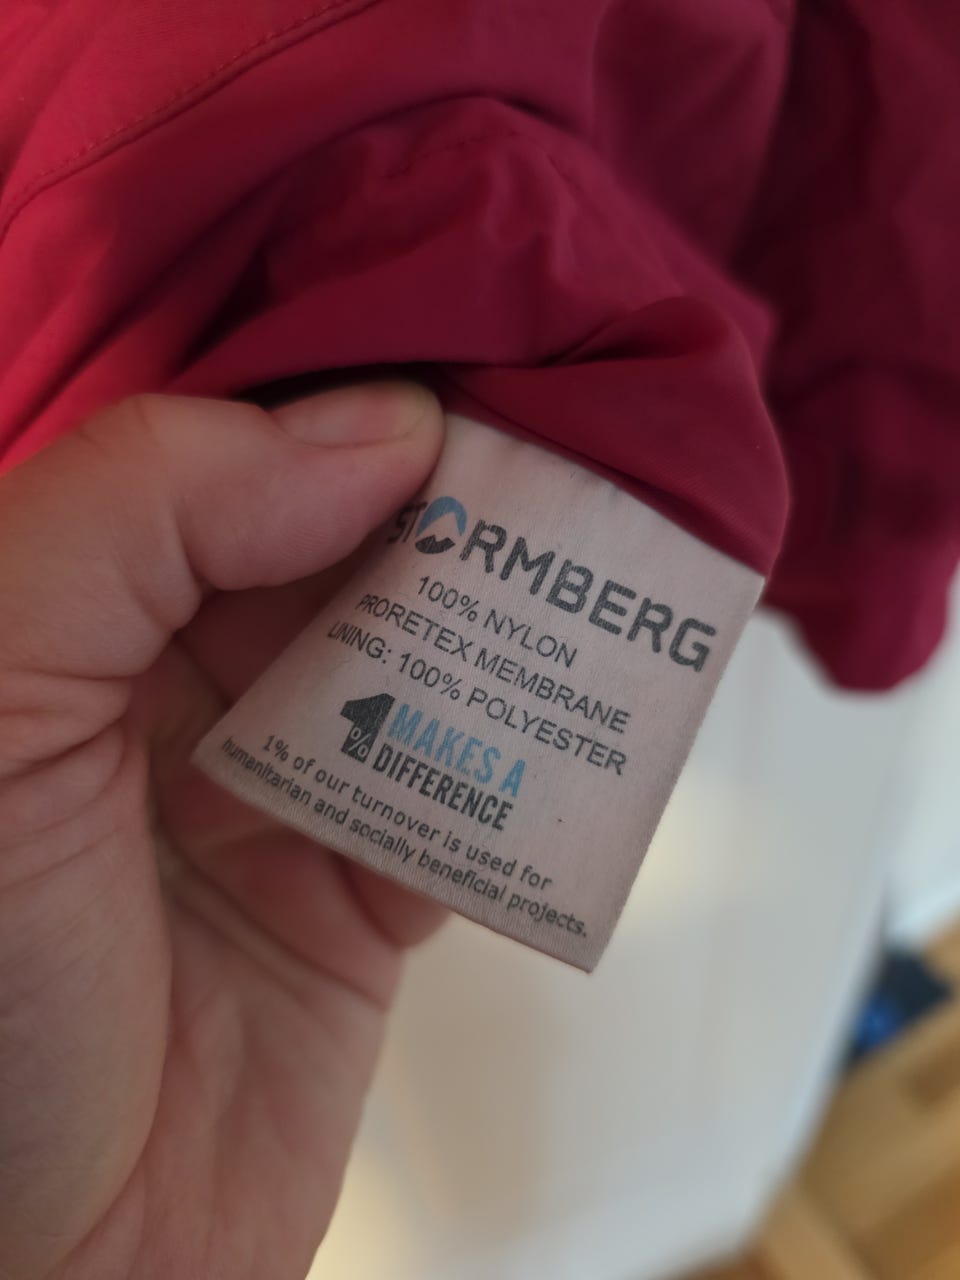 STORMBERG
100% NYLON
PRORETEX MEMBRANE
LINING: 100% POLYESTER
1% MAKES A
DIFFERENCE
1% of our turnover is used for
humanitarian and socially beneficial projects.